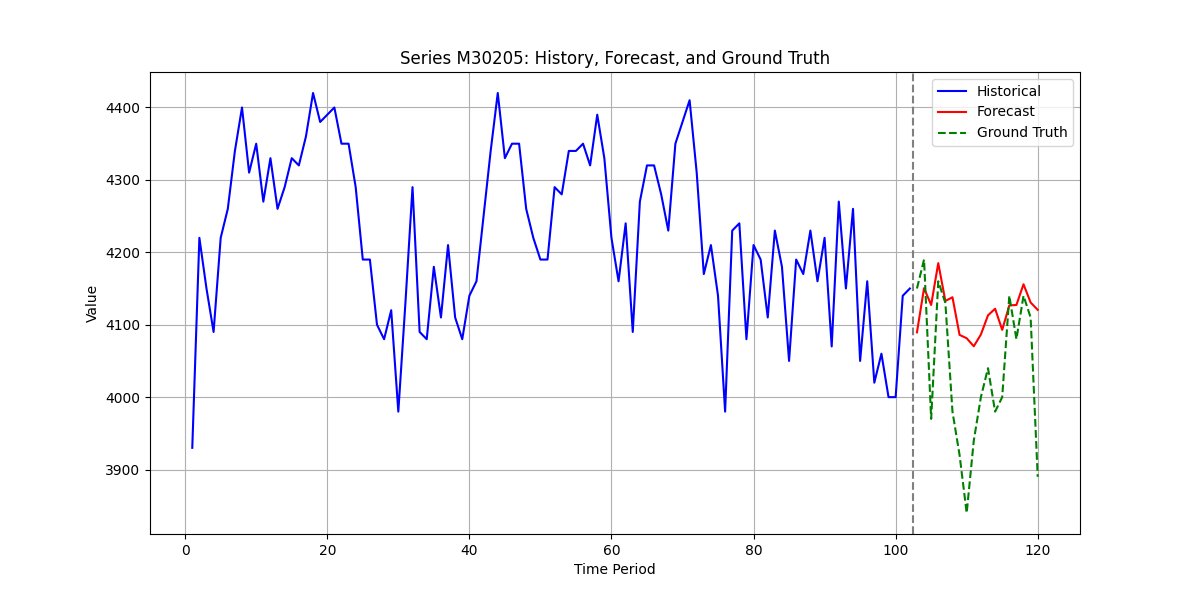 Series M30205: History, Forecast, and Ground Truth
Historical
Forecast
Ground Truth
4400
4300
4200
4100
4000
3900
Value
0 20 40 60 80 100 120
Time Period